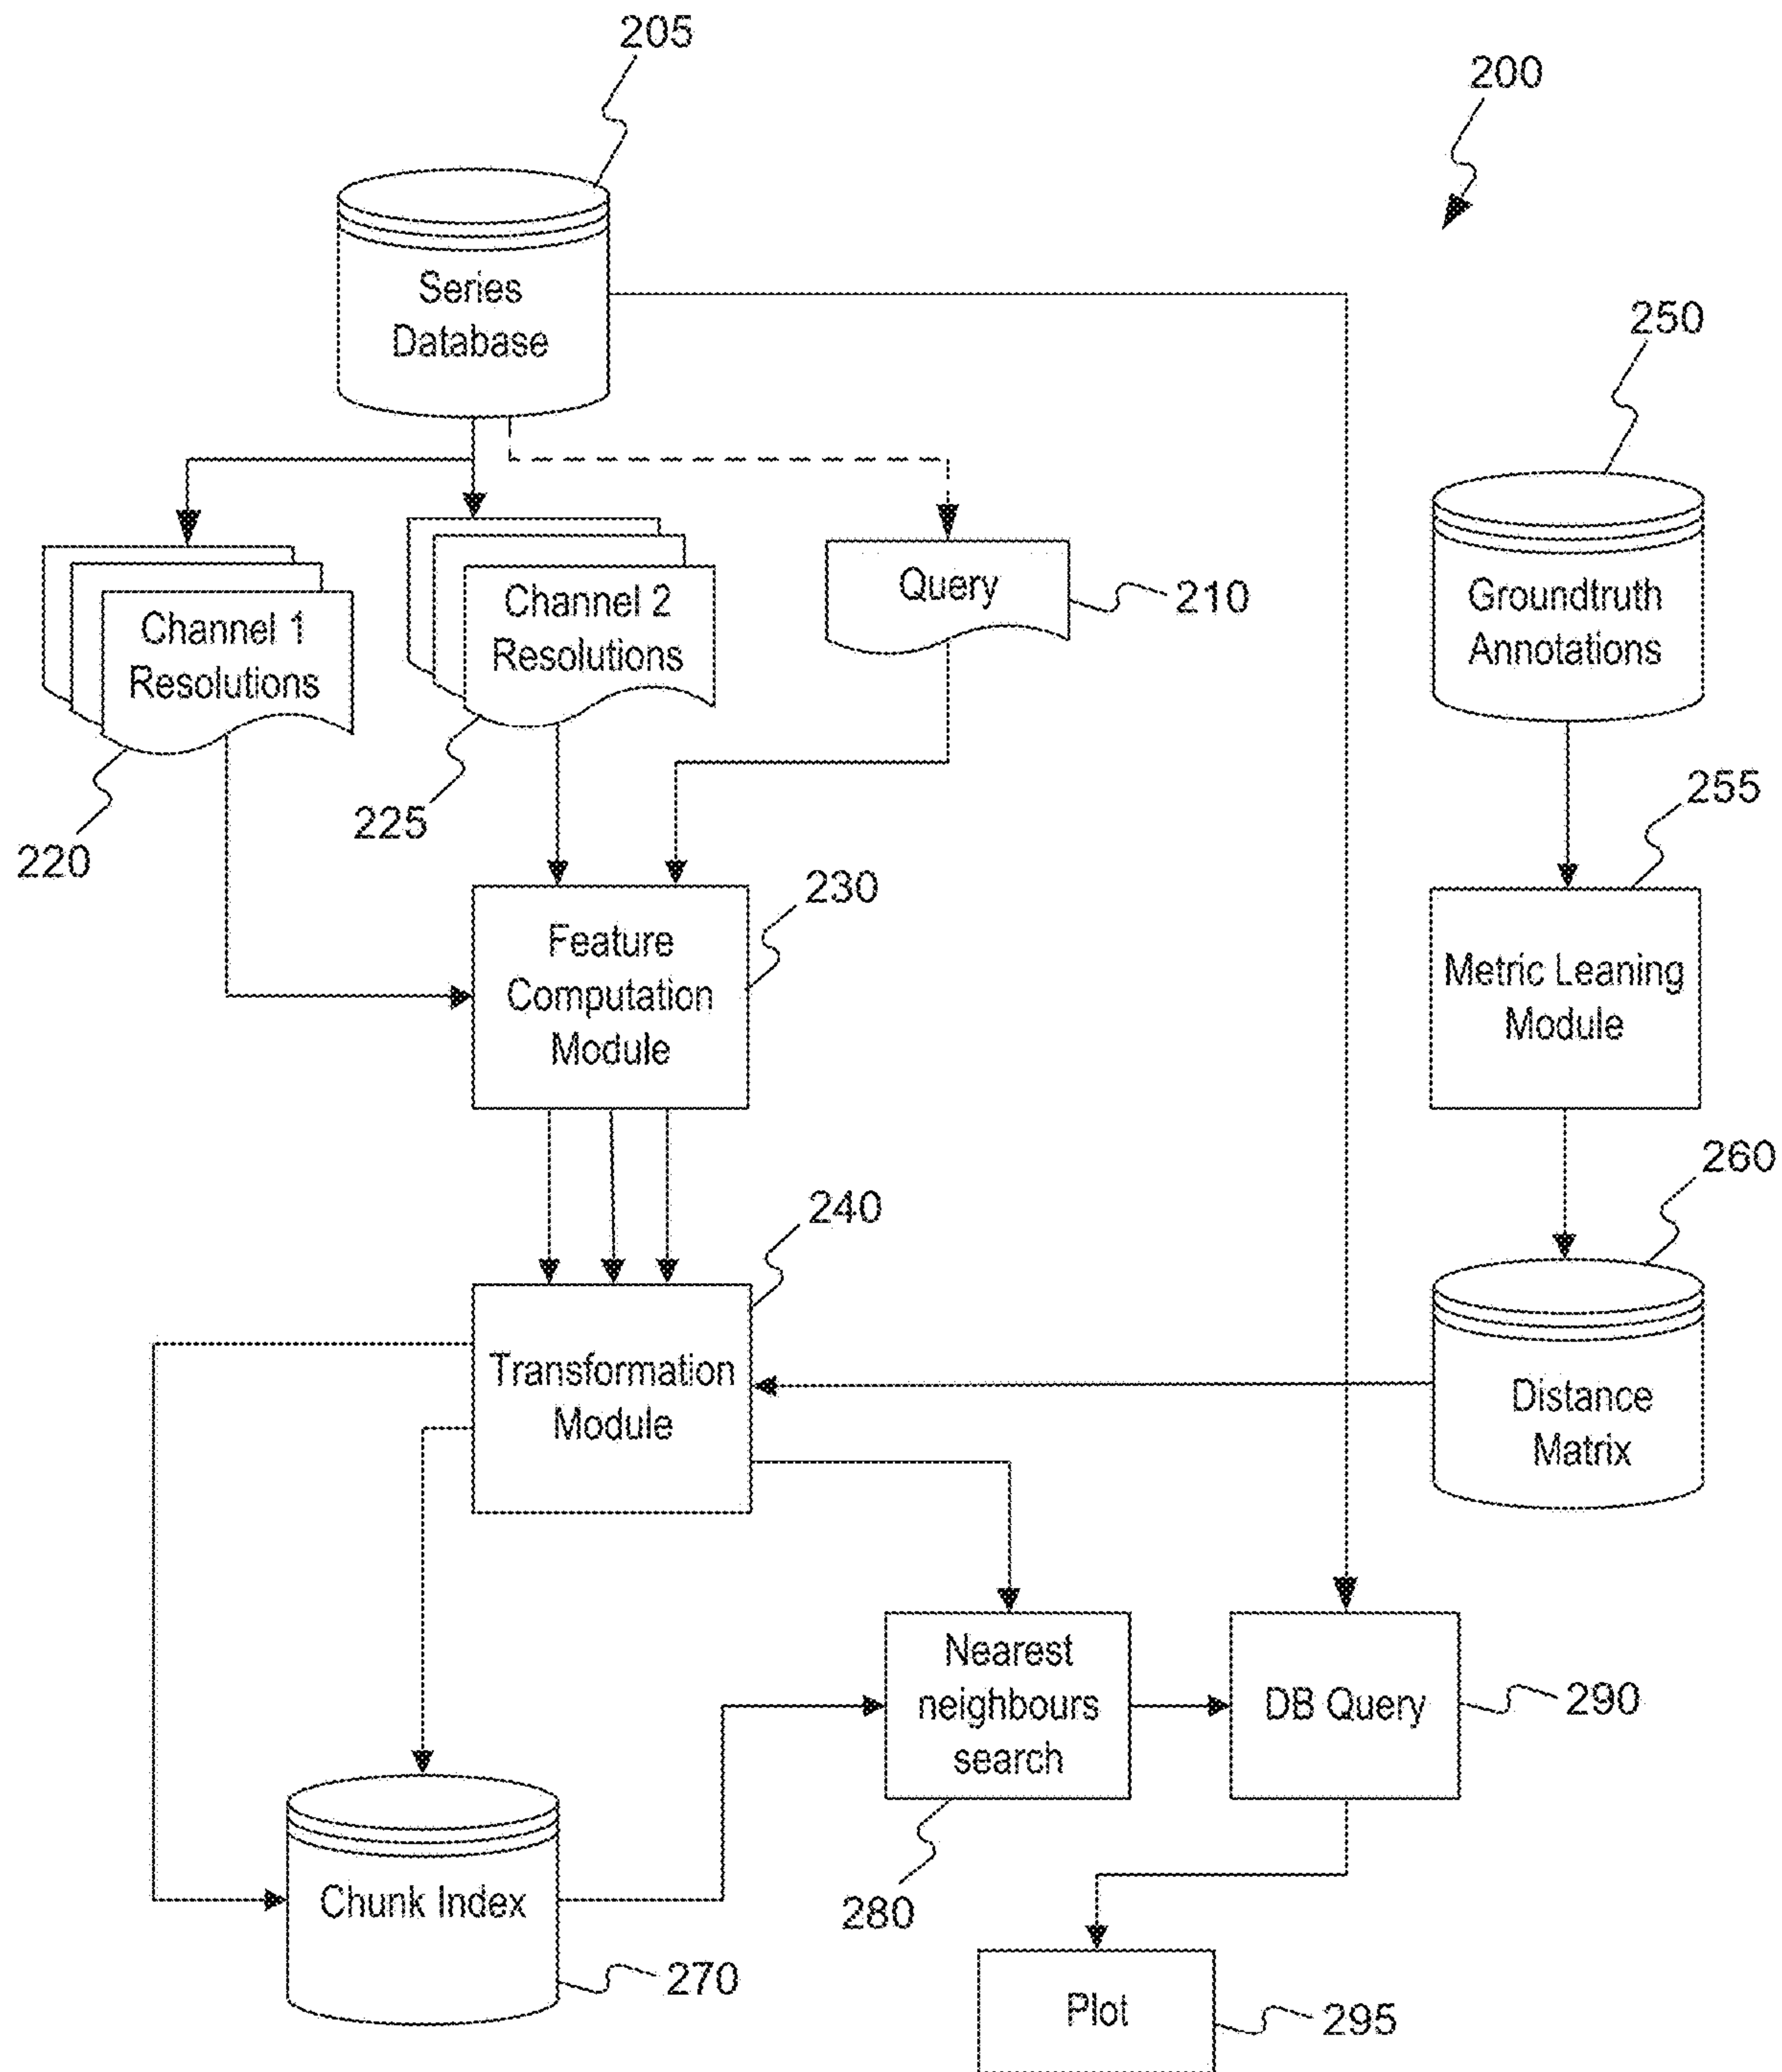 205
200
Series
Database
250
Groundtruth
Annotations
Channel 1
Resolutions
Channel 2
Resolutions
Query
210
220
225
255
230
Feature
Computation
Module
Metric Leaning
Module
260
240
Transformation
Module
Distance
Matrix
Nearest
neighbours
search
DB Query
290
280
Chunk Index
270
Plot
295